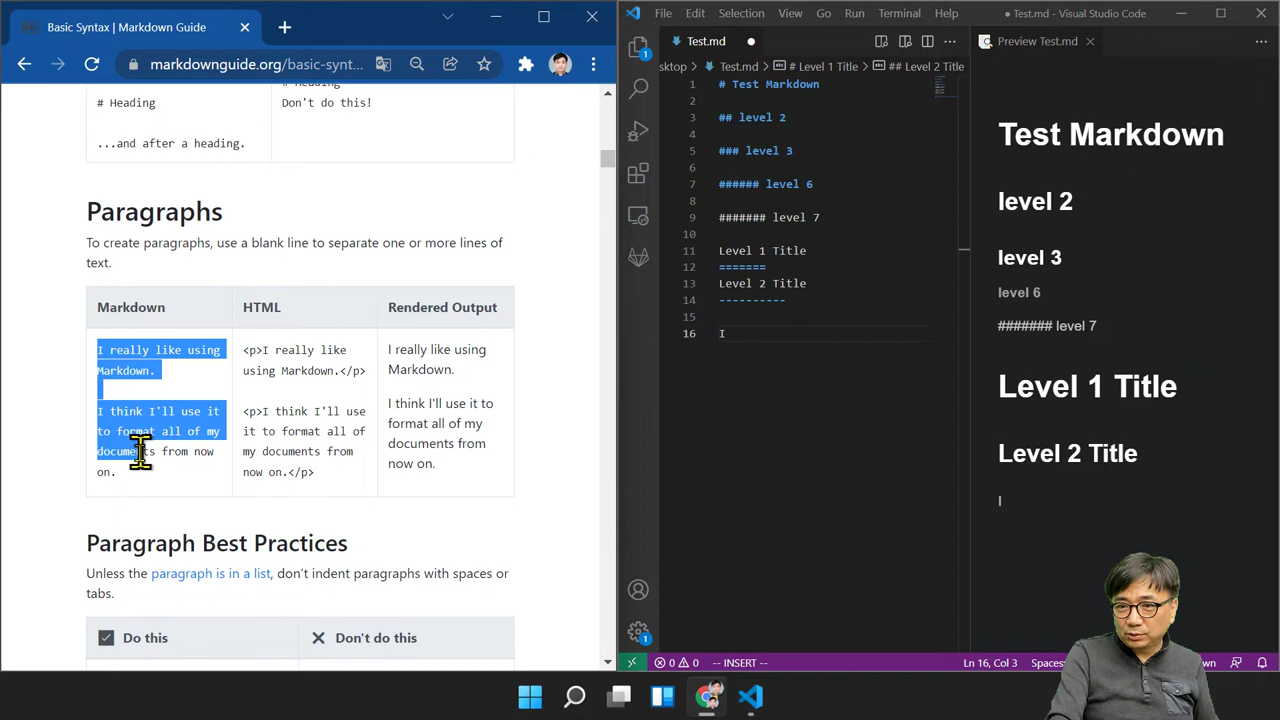 Basic Syntax | Markdown Guide
markdownguide.org/basic-synt...
# Heading
...and after a heading.
Don't do this!
Paragraphs
To create paragraphs, use a blank line to separate one or more lines of
text.
Markdown
HTML
Rendered Output
I really like using
Markdown.
I think I'll use it
to format all of my
documents from now
on.
<p>I really like
using Markdown.</p>
<p>I think I'll use
it to format all of
my documents from
now on.</p>
I really like using
Markdown.
I think I'll use it to
format all of my
documents from
now on.
Paragraph Best Practices
Unless the paragraph is in a list, don't indent paragraphs with spaces or
tabs.
Do this
Don't do this
File Edit Selection View Go Run Terminal Help
● Test.md - Visual Studio Code
Test.md
Preview Test.md
sktop > Test.md > # Level 1 Title > ## Level 2 Title
1 # Test Markdown
2
3 ## level 2
4
5 ### level 3
6
7 ###### level 6
8
9 ####### level 7
10
11 Level 1 Title
12 =======
13 Level 2 Title
14 ----------
15
16 I
Test Markdown
level 2
level 3
level 6
####### level 7
Level 1 Title
Level 2 Title
I
1
1
0 0 -- INSERT -- Ln 16, Col 3